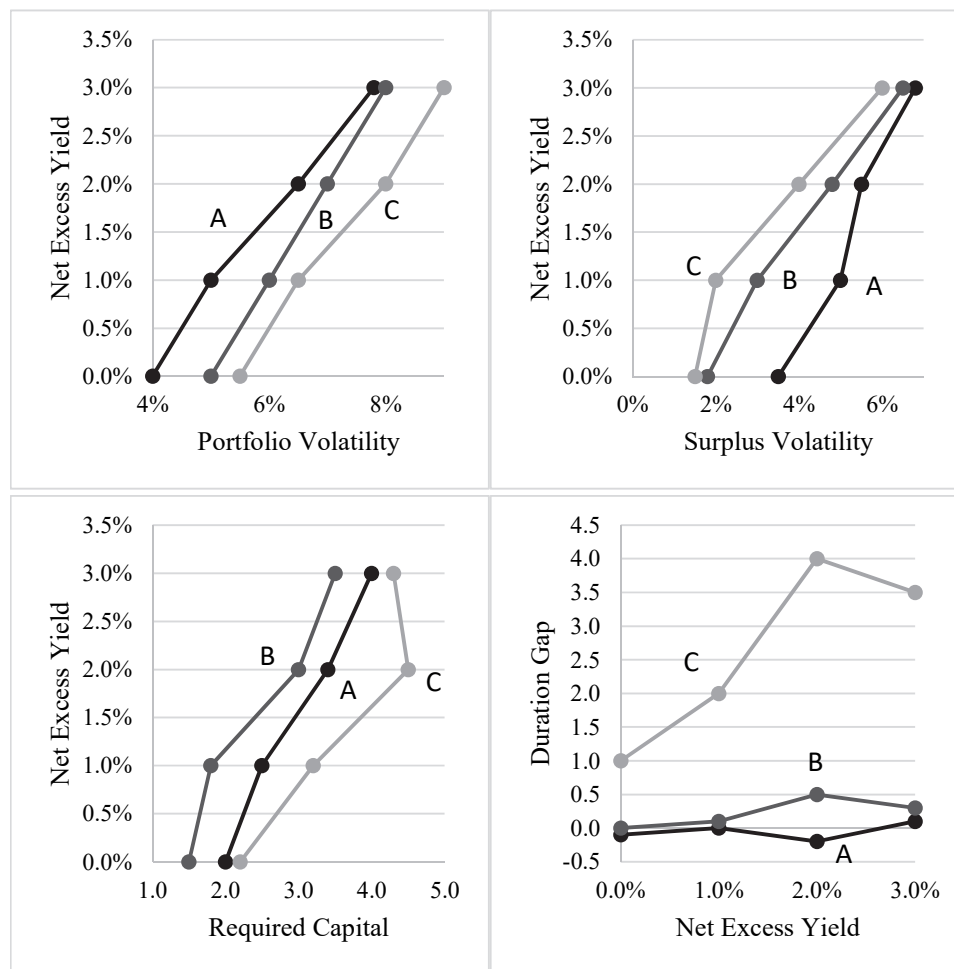 3.5%
3.0%
2.5%
2.0%
1.5%
1.0%
0.5%
0.0%
Net Excess Yield
A
B
C
4% 6% 8%
Portfolio Volatility
3.5%
3.0%
2.5%
2.0%
1.5%
1.0%
0.5%
0.0%
Net Excess Yield
C
B
A
0% 2% 4% 6%
Surplus Volatility
3.5%
3.0%
2.5%
2.0%
1.5%
1.0%
0.5%
0.0%
Net Excess Yield
B
A
C
1.0 2.0 3.0 4.0 5.0
Required Capital
4.5
4.0
3.5
3.0
2.5
2.0
1.5
1.0
0.5
0.0
-0.5
Duration Gap
C
B
A
0.0% 1.0% 2.0% 3.0%
Net Excess Yield